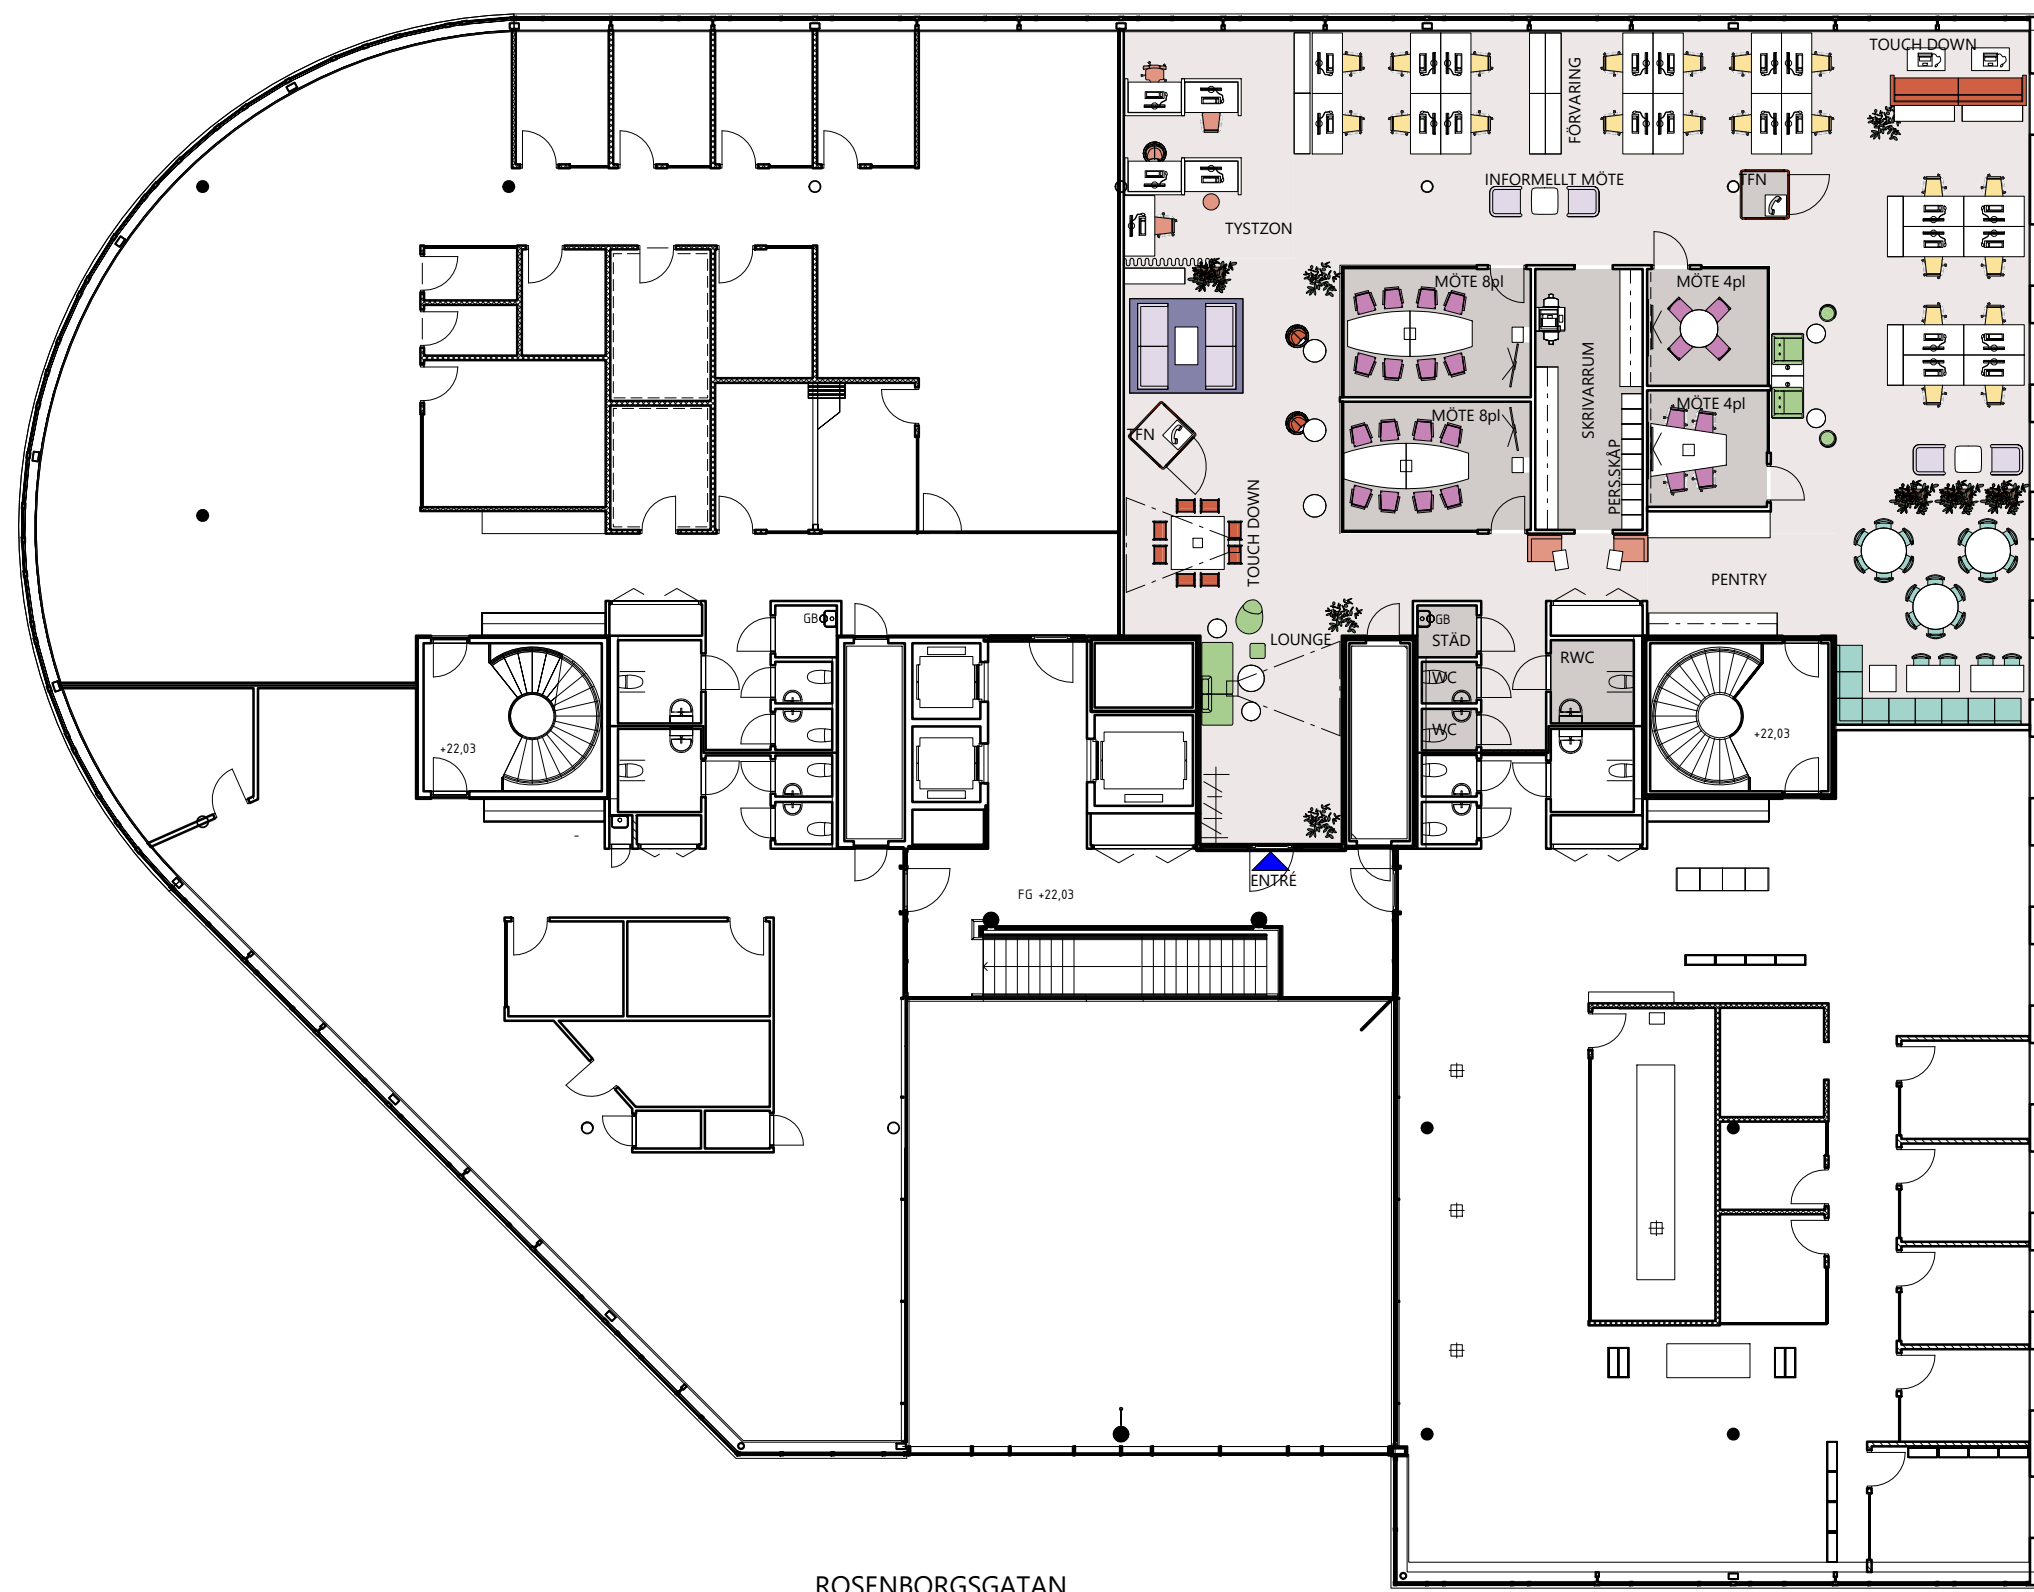 TOUCH DOWN
FÖRVARING
INFORMELLT MÖTE
TFN
TYSTZON
MÖTE 8pl
MÖTE 4pl
SKRIVARRUM
MÖTE 8pl
MÖTE 4pl
TFN
PERS.SKÅP
TOUCH DOWN
PENTRY
GB
GB
LOUNGE
STÄD
RWC
WC
WC
+22,03
+22,03
ENTRÉ
FG +22,03
ROSENBORGSGATAN